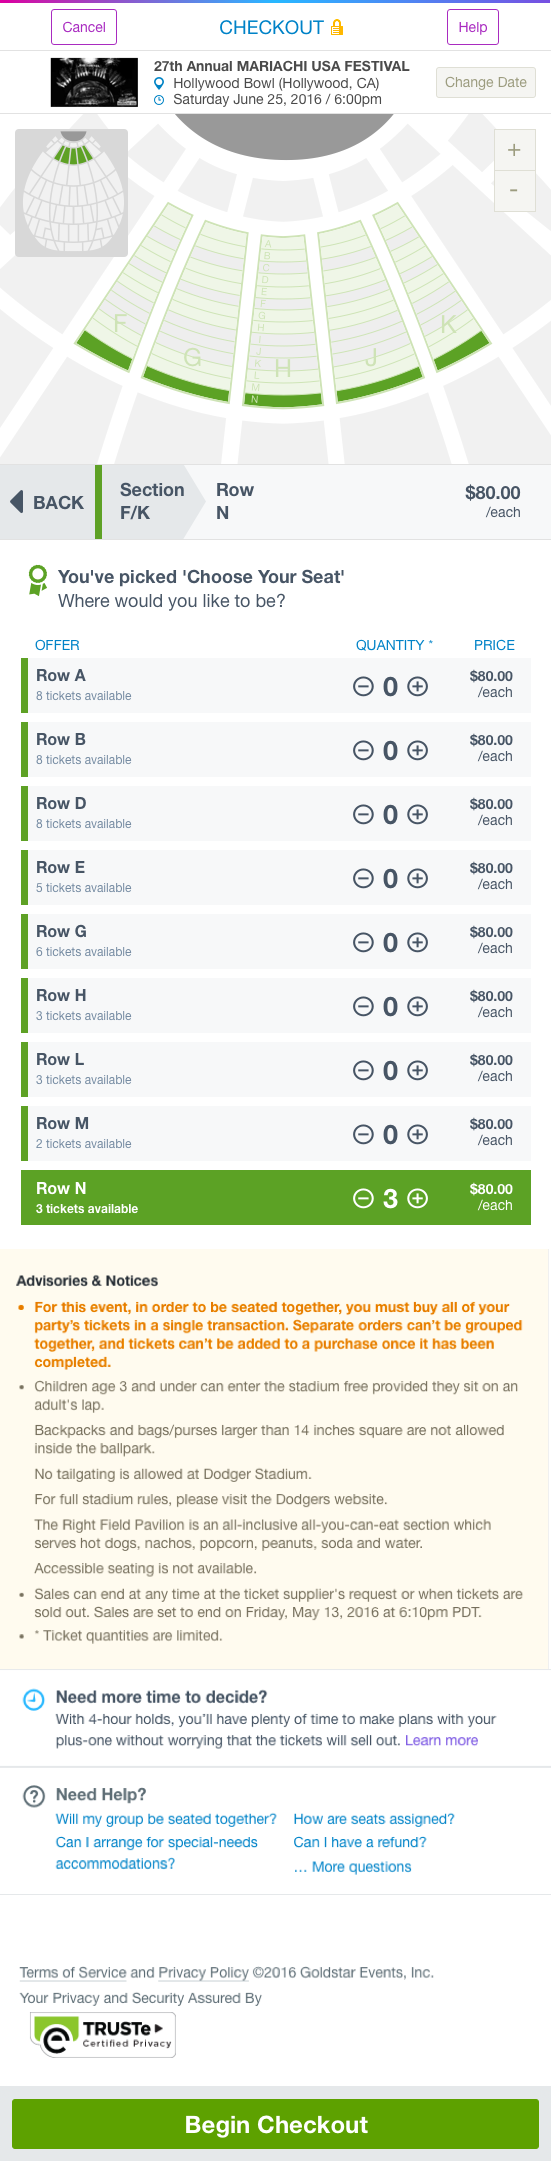 Cancel
CHECKOUT
Help
27th Annual MARIACHI USA FESTIVAL
Hollywood Bowl (Hollywood, CA)
Saturday June 25, 2016 / 6:00pm
Change Date
+
-
A
B
C
D
E
F
G
H
I
J
K
L
M
N
F
G
H
J
K
BACK
Section
F/K
Row
N
$80.00
/each
You've picked 'Choose Your Seat'
Where would you like to be?
OFFER QUANTITY * PRICE
Row A
8 tickets available
0
$80.00
/each
Row B
8 tickets available
0
$80.00
/each
Row D
8 tickets available
0
$80.00
/each
Row E
5 tickets available
0
$80.00
/each
Row G
6 tickets available
0
$80.00
/each
Row H
3 tickets available
0
$80.00
/each
Row L
3 tickets available
0
$80.00
/each
Row M
2 tickets available
0
$80.00
/each
Row N
3 tickets available
3
$80.00
/each
Advisories & Notices
• For this event, in order to be seated together, you must buy all of your
party's tickets in a single transaction. Separate orders can't be grouped
together, and tickets can't be added to a purchase once it has been
completed.
• Children age 3 and under can enter the stadium free provided they sit on an
adult's lap.
Backpacks and bags/purses larger than 14 inches square are not allowed
inside the ballpark.
No tailgating is allowed at Dodger Stadium.
For full stadium rules, please visit the Dodgers website.
The Right Field Pavilion is an all-inclusive all-you-can-eat section which
serves hot dogs, nachos, popcorn, peanuts, soda and water.
Accessible seating is not available.
• Sales can end at any time at the ticket supplier's request or when tickets are
sold out. Sales are set to end on Friday, May 13, 2016 at 6:10pm PDT.
• * Ticket quantities are limited.
Need more time to decide?
With 4-hour holds, you'll have plenty of time to make plans with your
plus-one without worrying that the tickets will sell out. Learn more
Need Help?
Will my group be seated together?
Can I arrange for special-needs
accommodations?
How are seats assigned?
Can I have a refund?
... More questions
Terms of Service and Privacy Policy ©2016 Goldstar Events, Inc.
Your Privacy and Security Assured By
TRUSTe
Certified Privacy
Begin Checkout